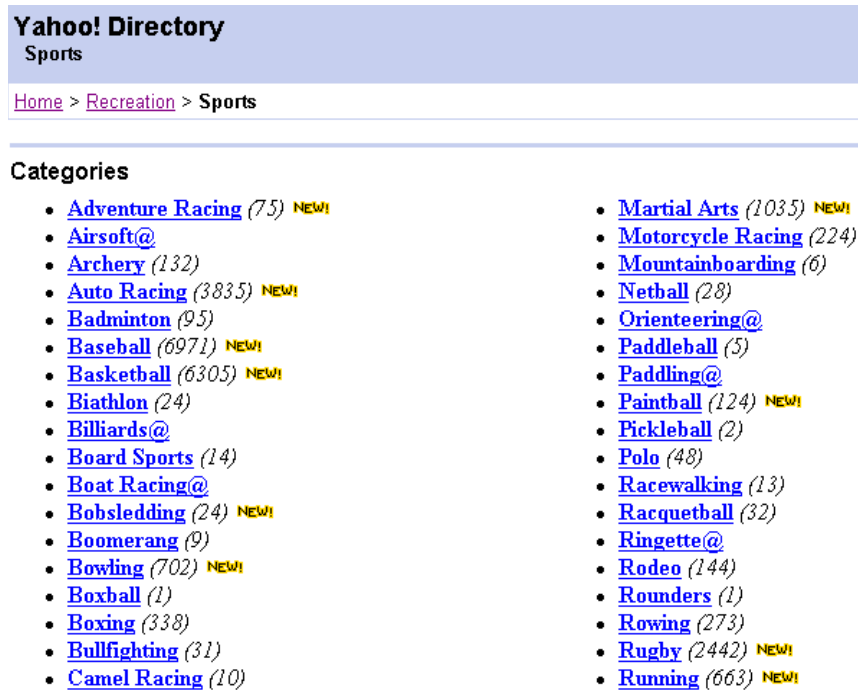 Yahoo! Directory
Sports
Home > Recreation > Sports
Categories
Adventure Racing (75) NEW!
Airsoft@
Archery (132)
Auto Racing (3835) NEW!
Badminton (95)
Baseball (6971) NEW!
Basketball (6305) NEW!
Biathlon (24)
Billiards@
Board Sports (14)
Boat Racing@
Bobsledding (24) NEW!
Boomerang (9)
Bowling (702) NEW!
Boxball (1)
Boxing (338)
Bullfighting (31)
Camel Racing (10)
Martial Arts (1035) NEW!
Motorcycle Racing (224)
Mountainboarding (6)
Netball (28)
Orienteering@
Paddleball (5)
Paddling@
Paintball (124) NEW!
Pickleball (2)
Polo (48)
Racewalking (13)
Racquetball (32)
Ringette@
Rodeo (144)
Rounders (1)
Rowing (273)
Rugby (2442) NEW!
Running (663) NEW!